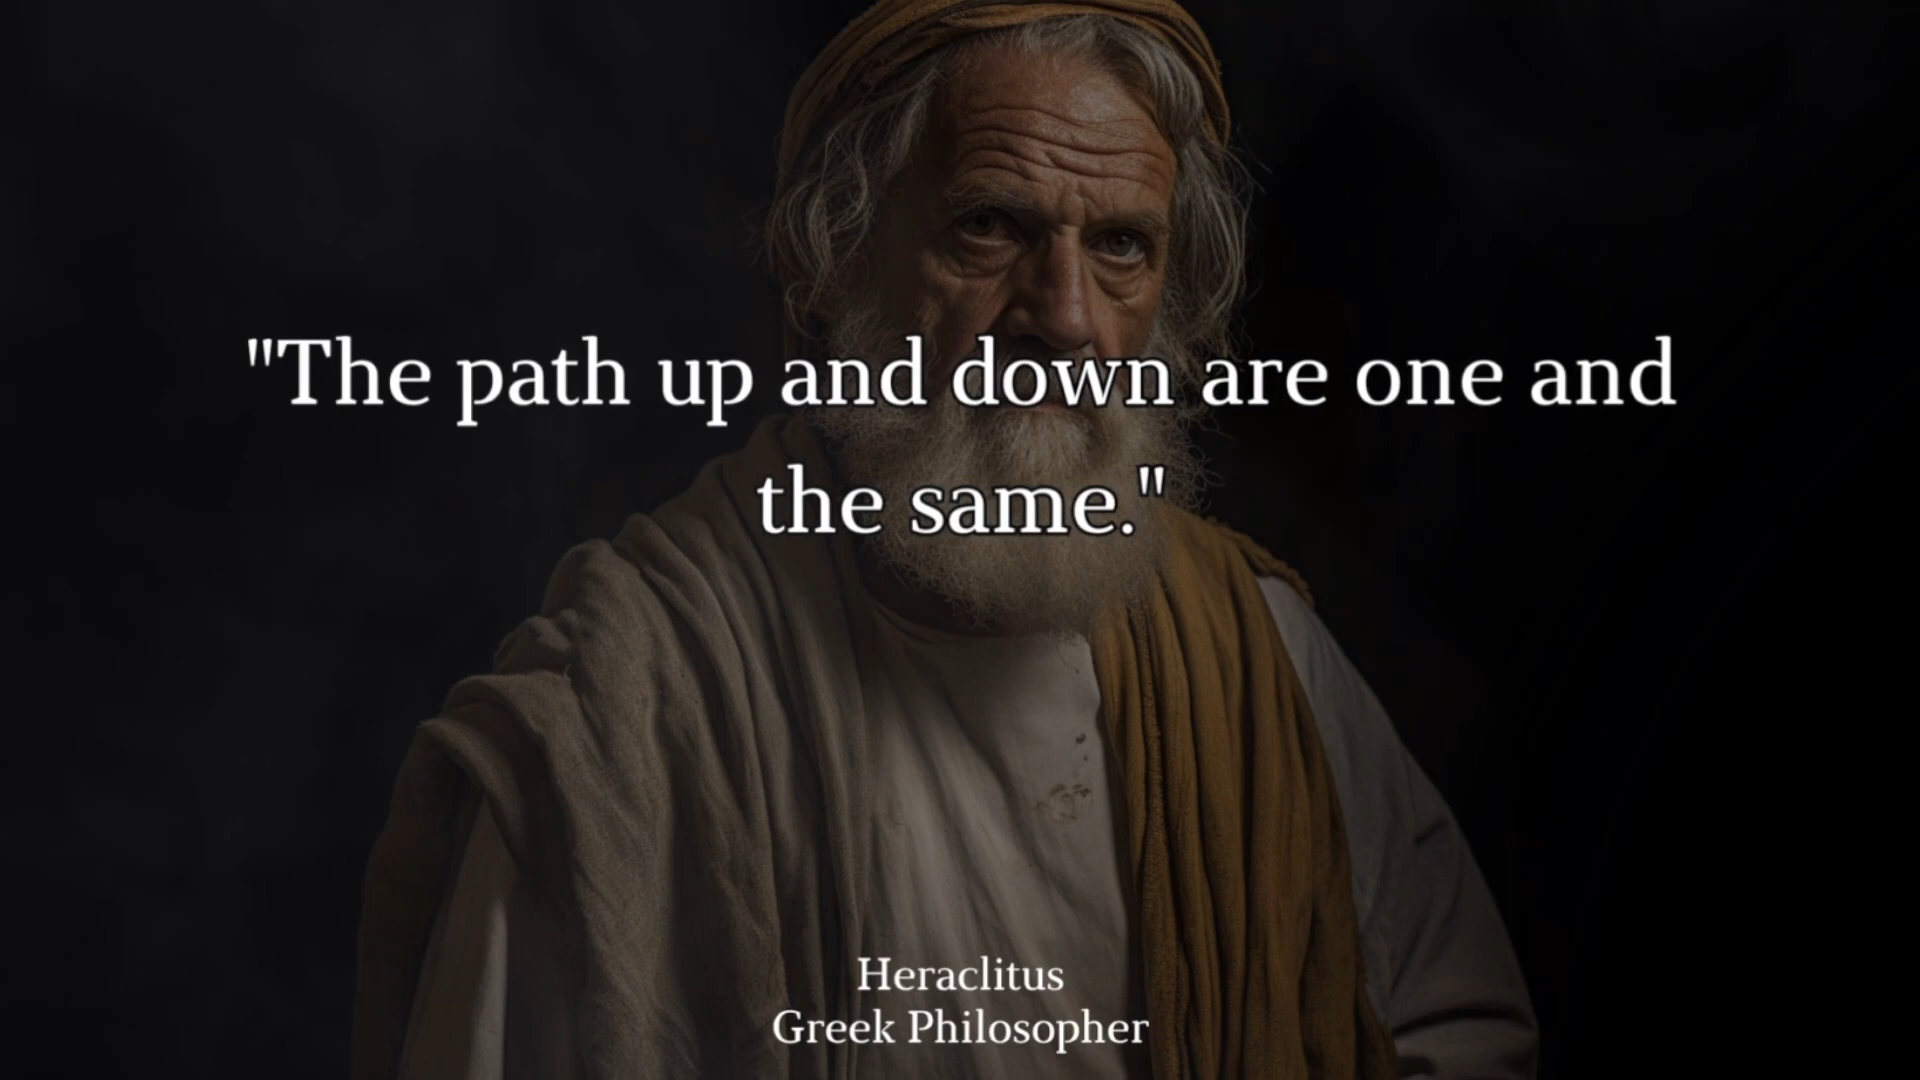 "The path up and down are one and
the same."
Heraclitus
Greek Philosopher